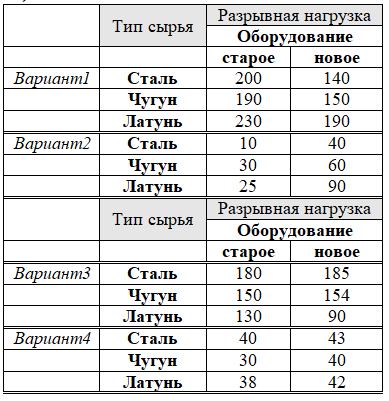 Тип сырья Разрывная нагрузка
Оборудование
старое новое
Вариант1 Сталь 200 140
Чугун 190 150
Латунь 230 190
Вариант2 Сталь 10 40
Чугун 30 60
Латунь 25 90
Тип сырья Разрывная нагрузка
Оборудование
старое новое
Вариант3 Сталь 180 185
Чугун 150 154
Латунь 130 90
Вариант4 Сталь 40 43
Чугун 30 40
Латунь 38 42